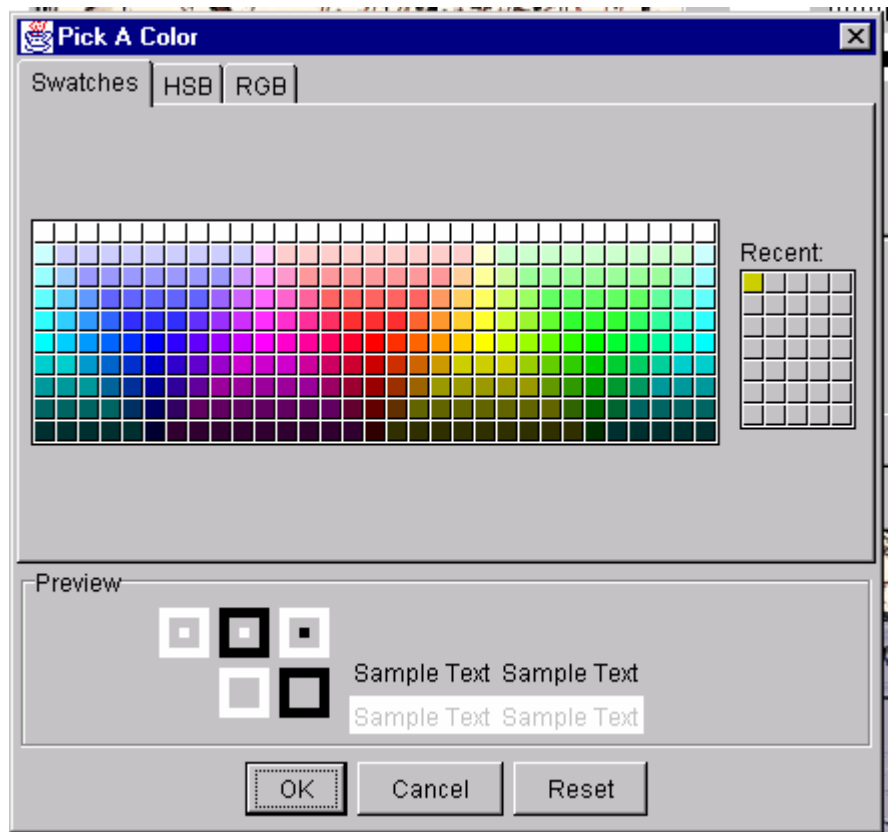 Pick A Color
Swatches HSB RGB
Recent:
Preview
Sample Text Sample Text
Sample Text Sample Text
OK Cancel Reset